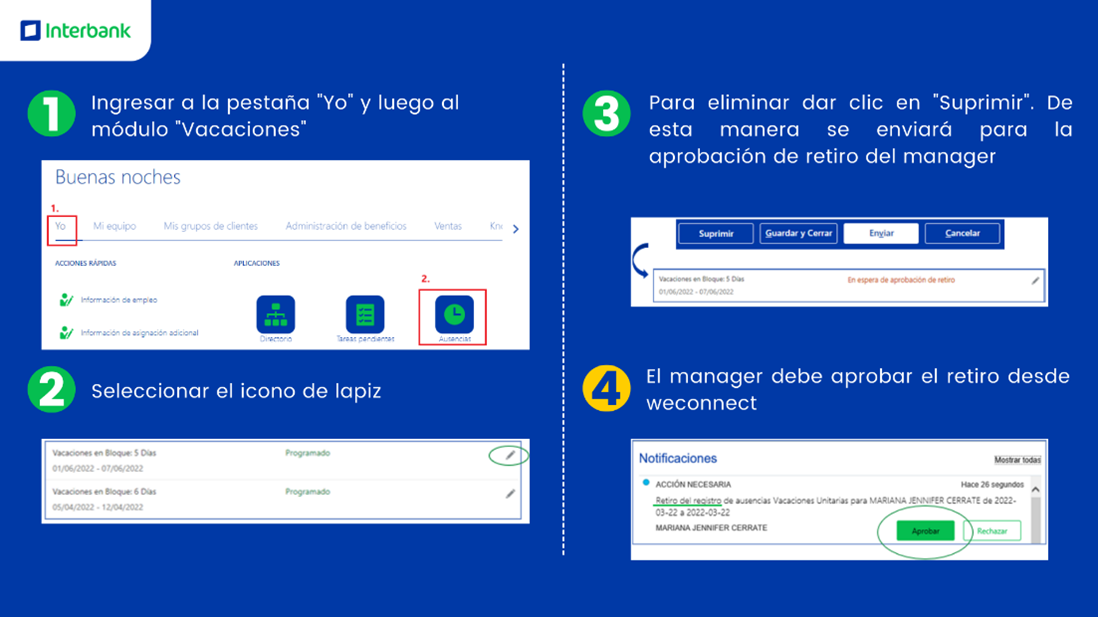 Interbank
1
Ingresar a la pestaña "Yo" y luego al
módulo "Vacaciones"
Buenas noches
1.
Yo
Mi equipo
Mis grupos de clientes
Administración de beneficios
Ventas
ACCIONES RÁPIDAS
APLICACIONES
2.
Información de empleo
Información de asignación adicional
Directorio
Tareas pendientes
Ausencias
2
Seleccionar el icono de lapiz
Vacaciones en Bloque: 5 Días
Programado
01/06/2022 - 07/06/2022
Vacaciones en Bloque: 6 Días
Programado
05/04/2022 - 12/04/2022
3
Para eliminar dar clic en "Suprimir". De
esta manera se enviará para la
aprobación de retiro del manager
Suprimir
Guardar y Cerrar
Enviar
Cancelar
Vacaciones en Bloque: 5 Días
En espera de aprobación de retiro
01/06/2022 - 07/06/2022
4
El manager debe aprobar el retiro desde
weconnect
Notificaciones
Mostrar todas
ACCIÓN NECESARIA
Hace 26 segundos
Retiro del registro de ausencias Vacaciones Unitarias para MARIANA JENNIFER CERRATE de 2022-
03-22 a 2022-03-22
MARIANA JENNIFER CERRATE
Aprobar
Rechazar